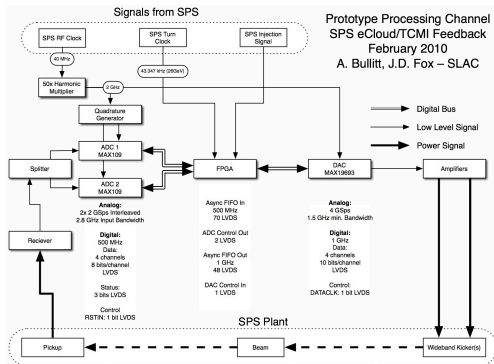 Signals from SPS
Prototype Processing Channel
SPS eCloud/TCMI Feedback
February 2010
A. Bullitt, J.D. Fox – SLAC
SPS RF Clock
SPS Turn
Clock
SPS Injection
Signal
40 MHz
43.347 kHz (26GeV)
50x Harmonic
Multiplier
2 GHz
Quadrature
Generator
Digital Bus
Low Level Signal
Power Signal
ADC 1
MAX109
ADC 2
MAX109
Splitter
FPGA
DAC
MAX19693
Amplifiers
Reciever
Analog:
2x 2 GSps Interleaved
2.8 GHz Input Bandwidth
Digital:
500 MHz
Data:
4 channels
8 bits/channel
LVDS
Status:
3 bits LVDS
Control
RSTIN: 1 bit LVDS
Async FIFO In
500 MHz
70 LVDS
ADC Control Out
2 LVDS
Async FIFO Out
1 GHz
48 LVDS
DAC Control In
1 LVDS
Analog:
4 GSps
1.5 GHz min. Bandwidth
Digital:
1 GHz
Data:
4 channels
10 bits/channel
LVDS
Control:
DATACLK: 1 bit LVDS
SPS Plant
Pickup
Beam
Wideband Kicker(s)